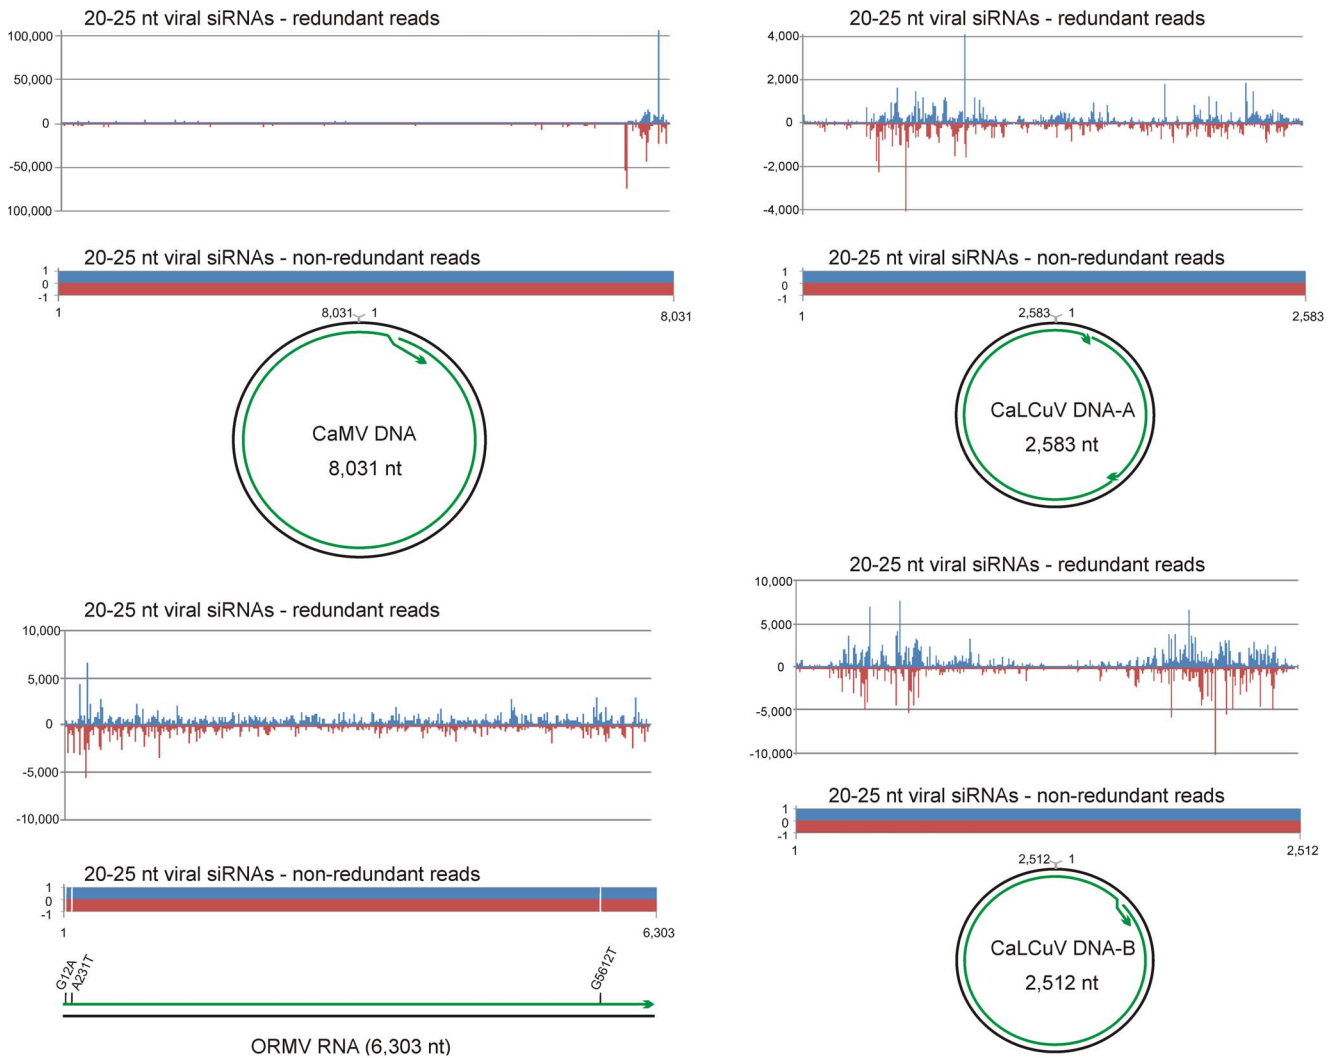 20-25 nt viral siRNAs - redundant reads
100,000
50,000
0
-50,000
100,000
20-25 nt viral siRNAs - non-redundant reads
1
0
-1
1
8,031
8,031
1
CaMV DNA
8,031 nt
20-25 nt viral siRNAs - redundant reads
4,000
2,000
0
-2,000
-4,000
20-25 nt viral siRNAs - non-redundant reads
1
0
-1
1
2,583
2,583
1
CaLCuV DNA-A
2,583 nt
20-25 nt viral siRNAs - redundant reads
10,000
5,000
0
-5,000
-10,000
20-25 nt viral siRNAs - non-redundant reads
1
0
-1
1
6,303
G12A
A231T
G5612T
ORMV RNA (6,303 nt)
20-25 nt viral siRNAs - redundant reads
10,000
5,000
0
-5,000
-10,000
20-25 nt viral siRNAs - non-redundant reads
1
0
-1
1
2,512
2,512
1
CaLCuV DNA-B
2,512 nt